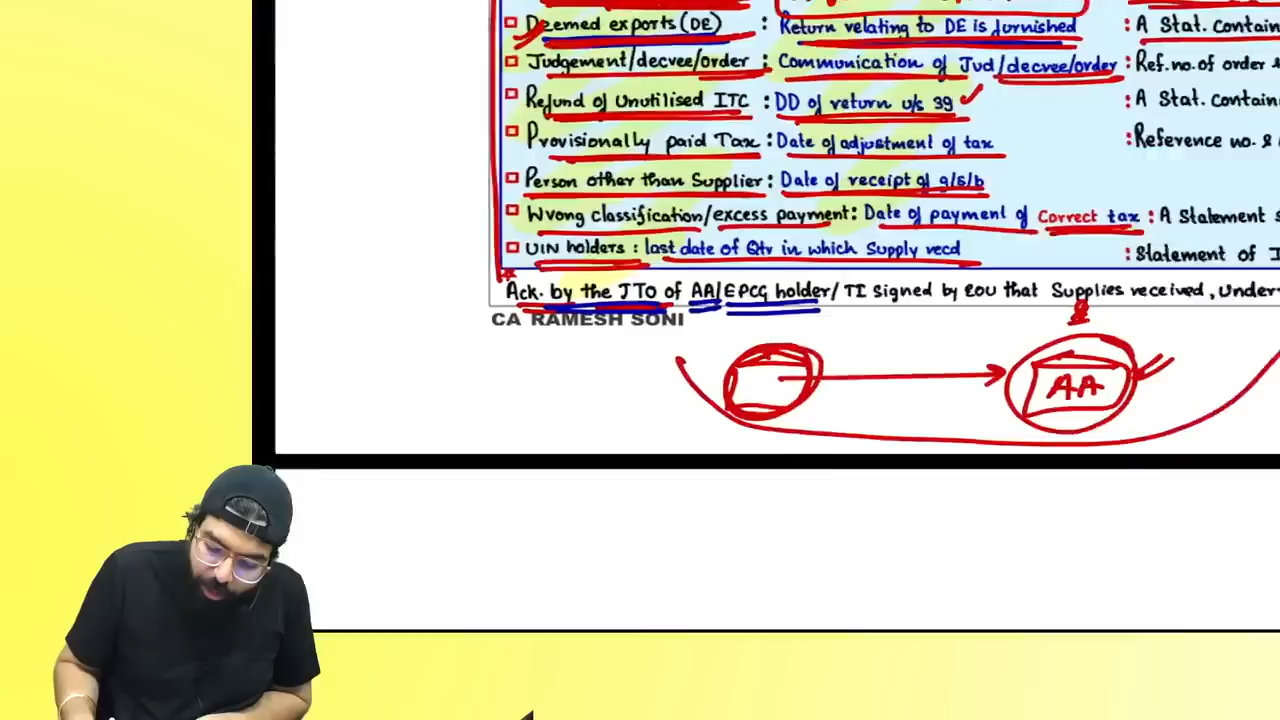 Deemed exports (DE) : Return relating to DE is furnished : A Stat. Contain
Judgement/decree/order : Communication of Jud/decree/order : Ref. no. of order &
Refund of Unutilised ITC : DD of return u/s 39 : A Stat. Contain
Provisionally paid Tax : Date of adjustment of tax : Reference no. &
Person other than Supplier : Date of receipt of g/s/b
Wrong classification/excess payment : Date of payment of Correct tax : A Statement
UIN holders : last date of Qtr in which Supply recd : Statement of I
Ack. by the JTO of AA/EPCG holder/ TI signed by EOU that Supplies received, Under
CA RAMESH SONI
AA